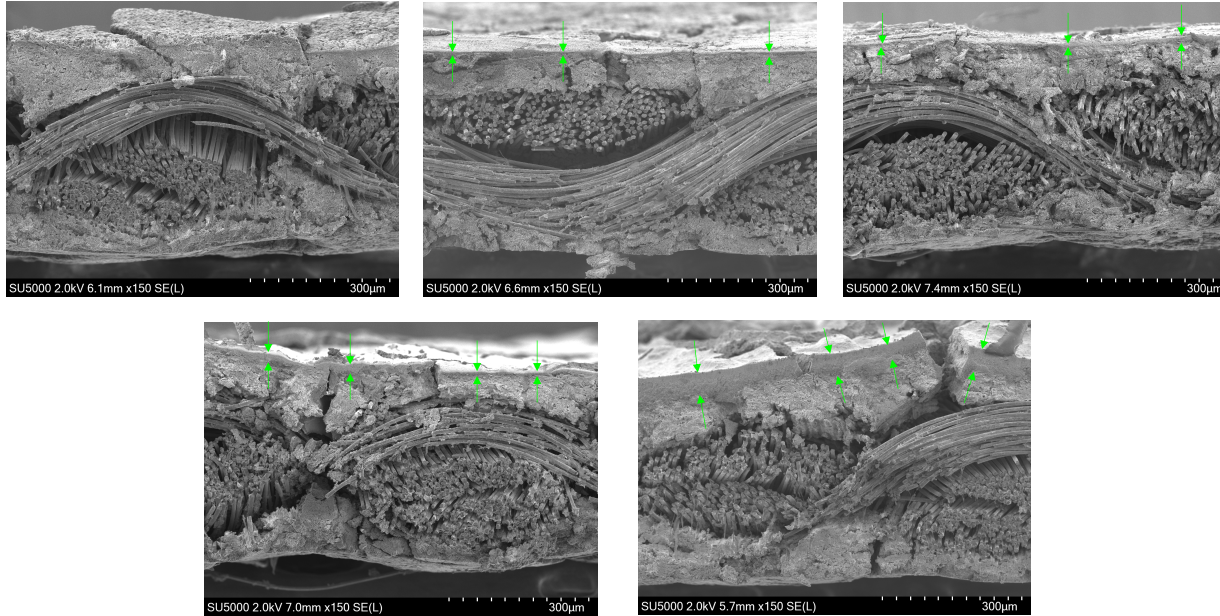 SU5000 2.0kV 6.1mm x150 SE(L) 300µm
SU5000 2.0kV 6.6mm x150 SE(L) 300µm
SU5000 2.0kV 7.4mm x150 SE(L) 300µm
SU5000 2.0kV 7.0mm x150 SE(L) 300µm
SU5000 2.0kV 5.7mm x150 SE(L) 300µm